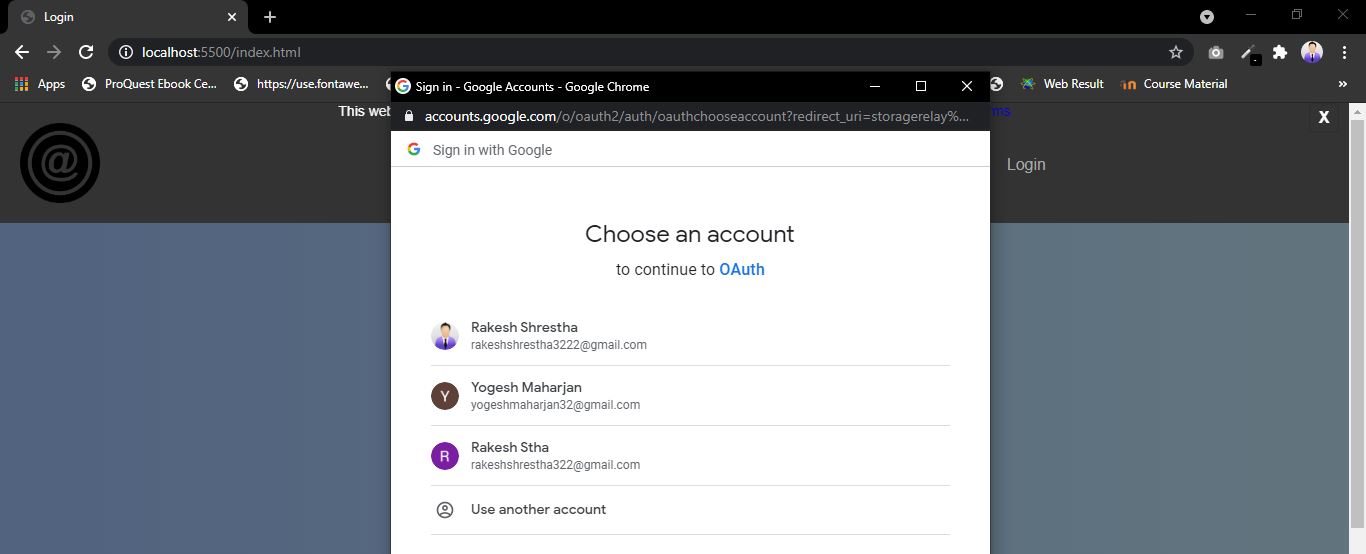 Login
localhost:5500/index.html
Apps
ProQuest Ebook Ce...
https://use.fontawe...
Web Result
Course Material
»
Sign in - Google Accounts - Google Chrome
accounts.google.com/o/oauth2/auth/oauthchooseaccount?redirect_uri=storagerelay%...
This web
ms
X
@
Login
Sign in with Google
Choose an account
to continue to OAuth
Rakesh Shrestha
rakeshshrestha3222@gmail.com
Y
Yogesh Maharjan
yogeshmaharjan32@gmail.com
R
Rakesh Stha
rakeshshrestha322@gmail.com
Use another account